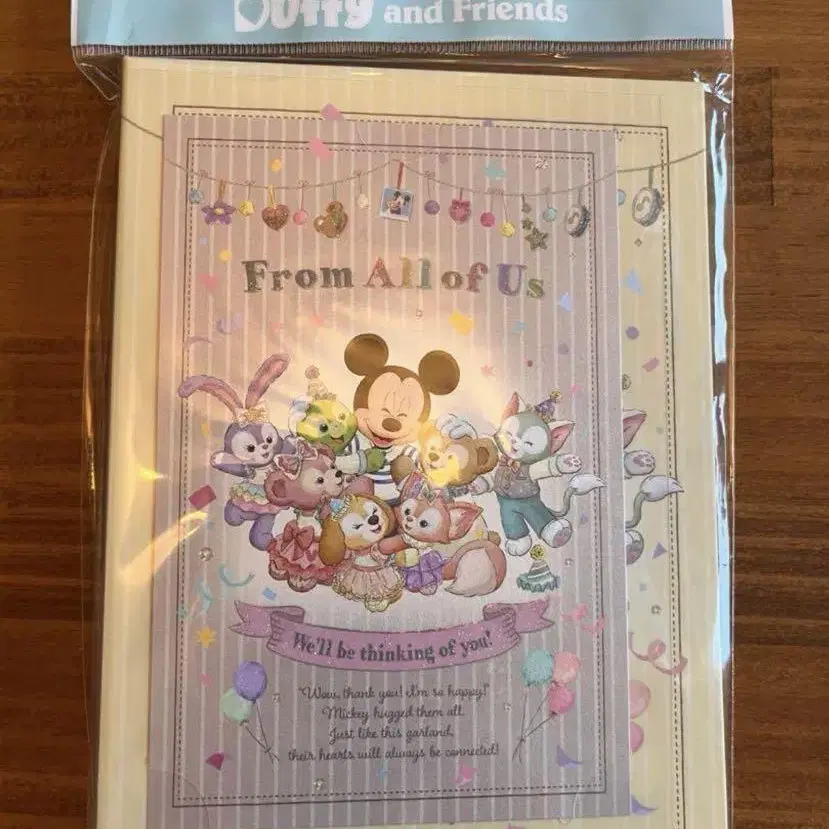 Duffy and Friends
From All of Us
We'll be thinking of you!
"Wow, thank you! I'm so happy!"
Mickey hugged them all.
Just like this garland,
their hearts will always be connected!